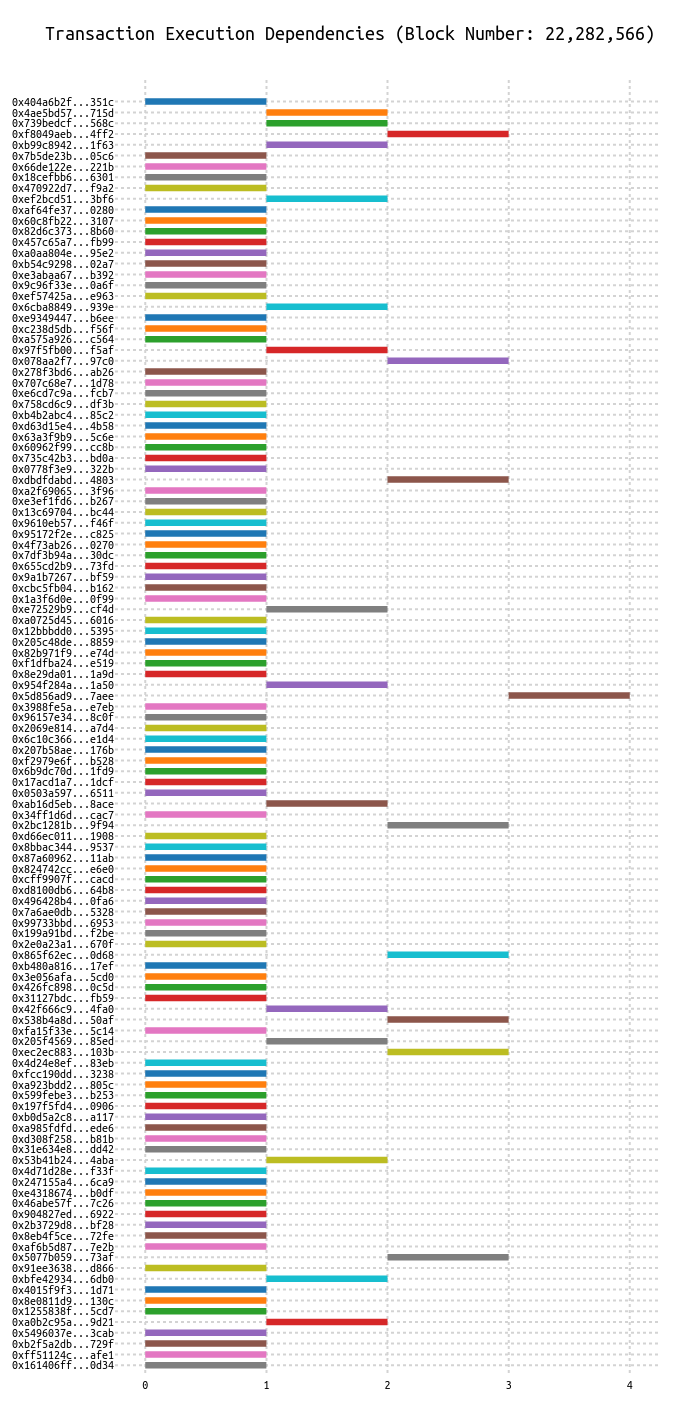 Transaction Execution Dependencies (Block Number: 22,282,566)
0x404a6b2f...351c
0x4ae5bd57...715d
0x739bedcf...568c
0xf8049aeb...4ff2
0xb99c8942...1f63
0x7b5de23b...05c6
0x66de122e...221b
0x18cefbb6...6301
0x470922d7...f9a2
0xef2bcd51...3bf6
0xaf64fe37...0280
0x60c8fb22...3107
0x82d6c373...8b60
0x457c65a7...fb99
0xa0aa804e...95e2
0xb54c9298...02a7
0xe3abaa67...b392
0x9c96f33e...0a6f
0xef57425a...e963
0x6cba8849...939e
0xe9349447...b6ee
0xc238d5db...f56f
0xa575a926...c564
0x97f5fb00...f5af
0x078aa2f7...97c0
0x278f3bd6...ab26
0x707c68e7...1d78
0xe6cd7c9a...fcb7
0x758cd6c9...df3b
0xb4b2abc4...85c2
0xd63d15e4...4b58
0x63a3f9b9...5c6e
0x60962f99...cc8b
0x735c42b3...bd0a
0x0778f3e9...322b
0xdbdfdabd...4803
0xa2f69065...3f96
0xe3ef1fd6...b267
0x13c69704...bc44
0x9610eb57...f46f
0x95172f2e...c825
0x4f73ab26...0270
0x7df3b94a...30dc
0x655cd2b9...73fd
0x9a1b7267...bf59
0xcbc5fb04...b162
0x1a3f6d0e...0f99
0xe72529b9...cf4d
0xa0725d45...6016
0x12bbbdd0...5395
0x205c48de...8859
0x82b971f9...e74d
0xf1dfba24...e519
0x8e29da01...1a9d
0x954f284a...1a50
0x5d856ad9...7aee
0x3988fe5a...e7eb
0x96157e34...8c0f
0x2069e814...a7d4
0x6c10c366...e1d4
0x207b58ae...176b
0xf2979e6f...b528
0x6b9dc70d...1fd9
0x17acd1a7...1dcf
0x0503a597...6511
0xab16d5eb...8ace
0x34ff1d6d...cac7
0x2bc1281b...9f94
0xd66ec011...1908
0x8bbac344...9537
0x87a60962...11ab
0x824742cc...e6e0
0xcff9907f...cacd
0xd8100db6...64b8
0x496428b4...0fa6
0x7a6ae0db...5328
0x99733bbd...6953
0x199a91bd...f2be
0x2e0a23a1...670f
0x865f62ec...0d68
0xb480a816...17ef
0x3e056afa...5cd0
0x426fc898...0c5d
0x31127bdc...fb59
0x42f666c9...4fa0
0x538b4a8d...50af
0xfa15f33e...5c14
0x205f4569...85ed
0xec2ec883...103b
0x4d24e8ef...83eb
0xfcc190dd...3238
0xa923bdd2...805c
0x599febe3...b253
0x197f5fd4...0906
0xb0d5a2c8...a117
0xa985fdfd...ede6
0xd308f258...b81b
0x31e634e8...dd42
0x53b41b24...4aba
0x4d71d28e...f33f
0x247155a4...6ca9
0xe4318674...b0df
0x46abe57f...7c26
0x904827ed...6922
0x2b3729d8...bf28
0x8eb4f5ce...72fe
0xaf6b5d87...7e2b
0x5077b059...73af
0x91ee3638...d866
0xbfe42934...6db0
0x4015f9f3...1d71
0x8e0811d9...130c
0x1255838f...5cd7
0xa0b2c95a...9d21
0x5496037e...3cab
0xb2f5a2db...729f
0xff51124c...afe1
0x161406ff...0d34
0 1 2 3 4